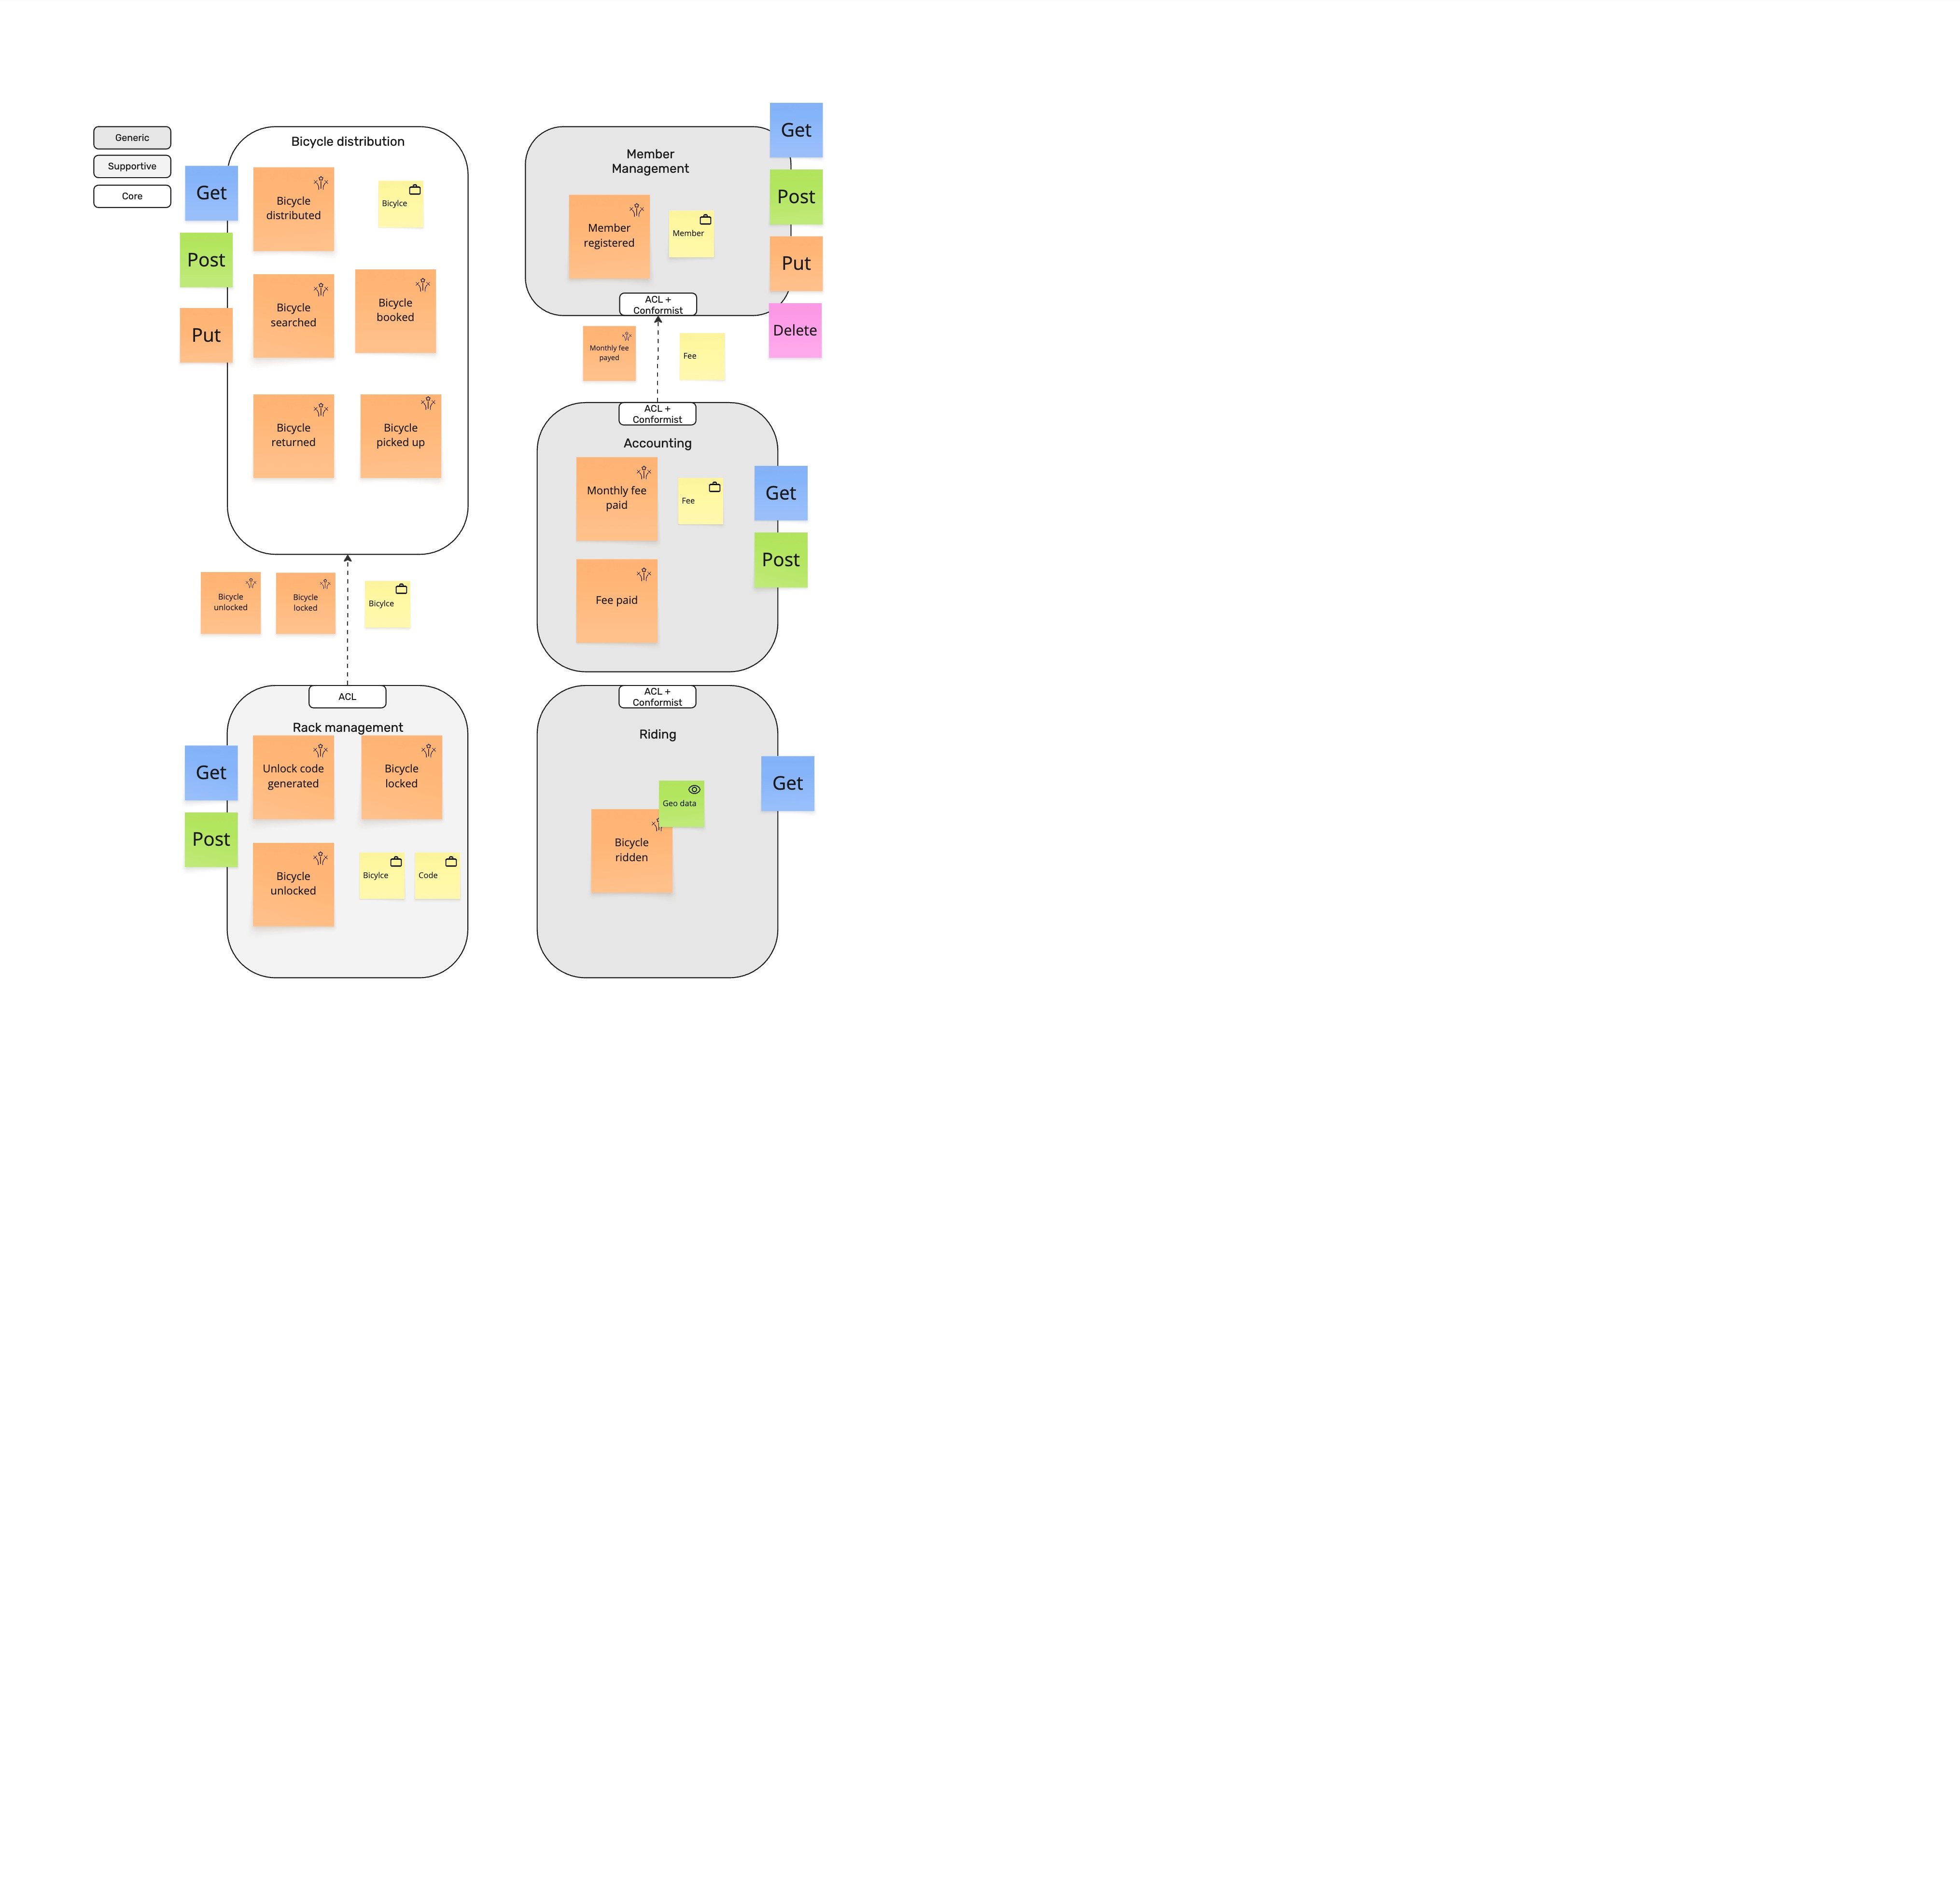 Generic
Supportive
Core
Bicycle distribution
Get
Post
Put
Bicycle
distributed
Bicylce
Bicycle
searched
Bicycle
booked
Bicycle
returned
Bicycle
picked up
Bicycle
unlocked
Bicycle
locked
Bicylce
ACL
Rack management
Get
Post
Unlock code
generated
Bicycle
locked
Bicycle
unlocked
Bicylce
Code
Member
Management
Member
registered
Member
Get
Post
Put
Delete
ACL +
Conformist
Monthly fee
payed
Fee
ACL +
Conformist
Accounting
Monthly fee
paid
Fee
Fee paid
Get
Post
ACL +
Conformist
Riding
Geo data
Bicycle
ridden
Get